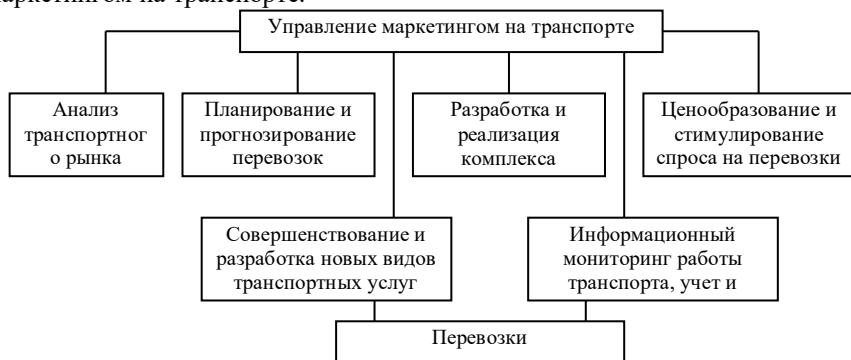 маркетингом на транспорте.
Управление маркетингом на транспорте
Анализ
транспортног
о рынка
Планирование и
прогнозирование
перевозок
Разработка и
реализация
комплекса
Ценообразование и
стимулирование
спроса на перевозки
Совершенствование и
разработка новых видов
транспортных услуг
Информационный
мониторинг работы
транспорта, учет и
Перевозки